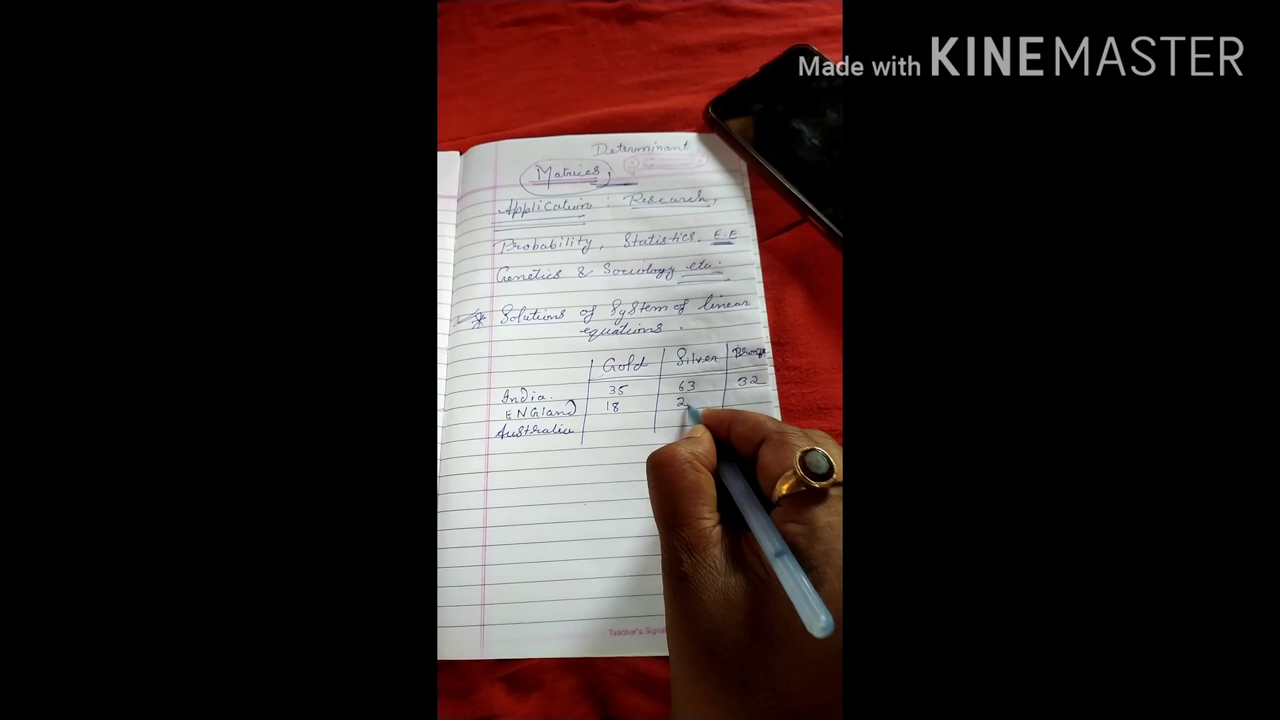 Made with KINEMASTER
Determinant
Matrices,
Application: Research,
Probability, Statistics. E.E
Genetics & Sociology etc.
* Solutions of System of linear
equations.
Gold Silver
India. 35 63 32
ENGland 18 2
Australia
Teacher's